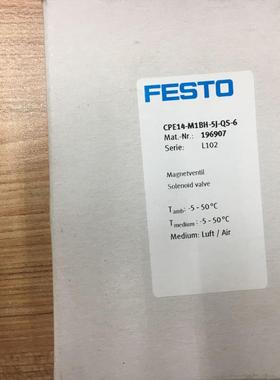 FESTO
CPE14-M1BH-5J-QS-6
Mat.-Nr.: 196907
Serie: L102
Magnetventil
Solenoid valve
Tamb: -5 - 50°C
Tmedium: -5 - 50°C
Medium: Luft / Air